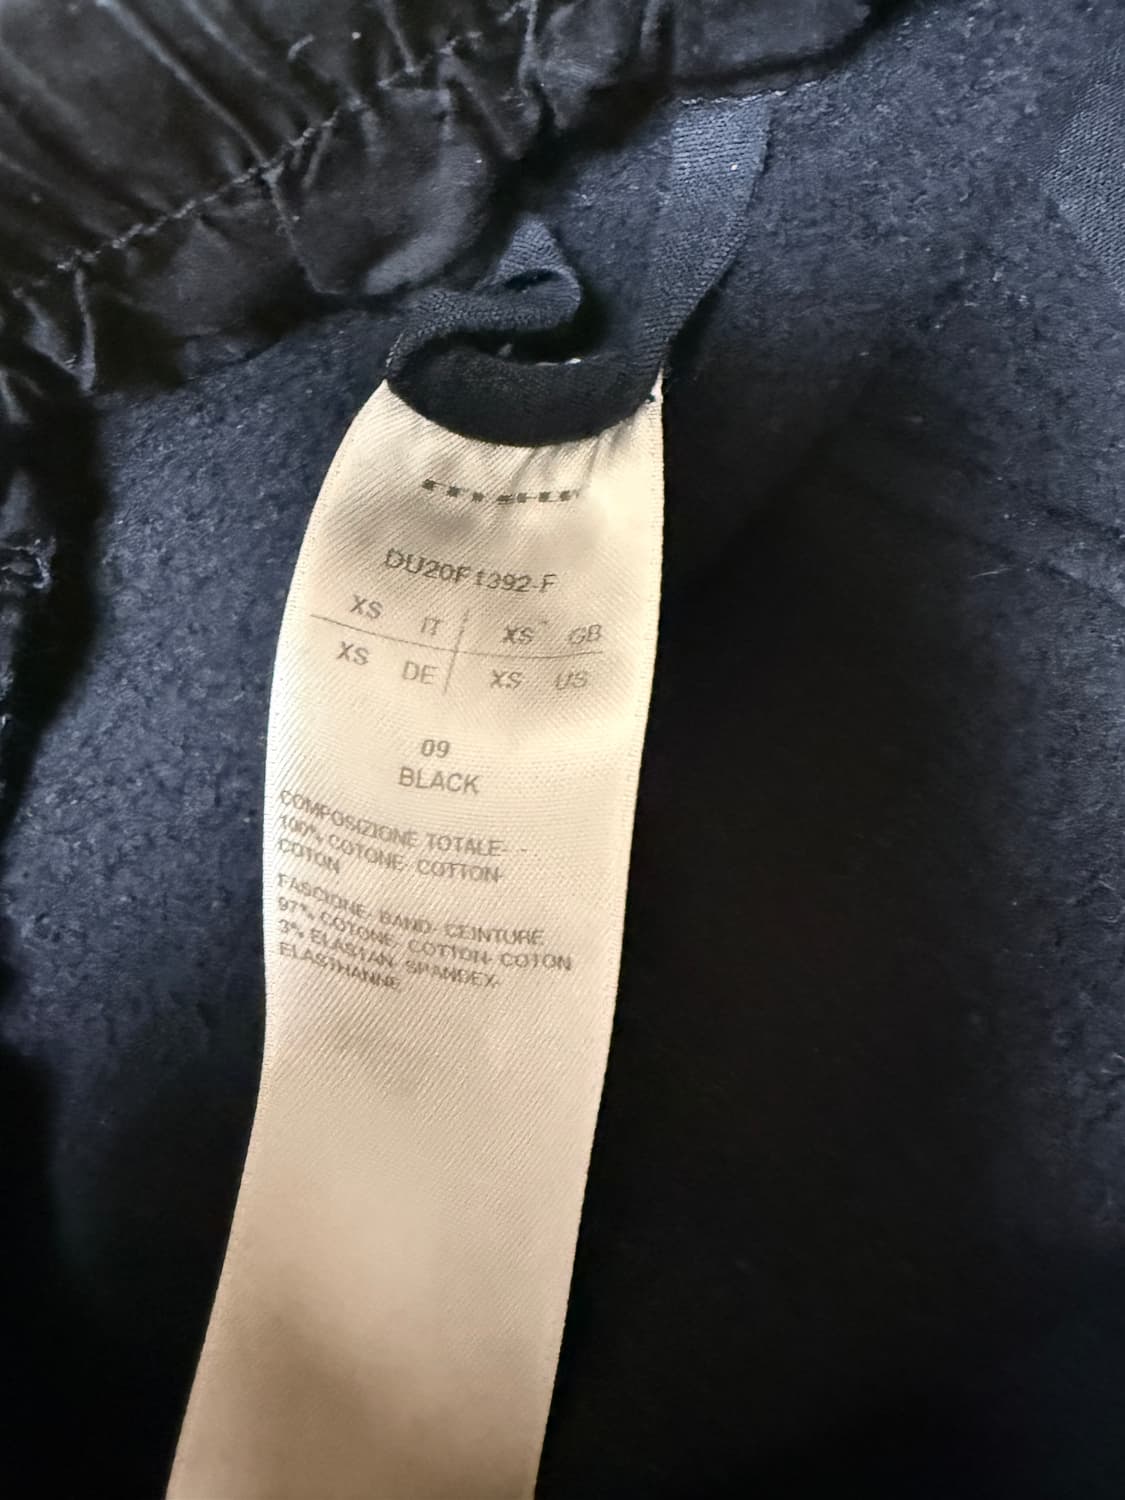 DU20F1392-F
XS IT XS GB
XS DE XS US
09
BLACK
COMPOSIZIONE TOTALE- -
100% COTONE- COTTON-
COTON
FASCIONE- BAND- CEINTURE
97% COTONE- COTTON- COTON
3% ELASTAN- SPANDEX-
ELASTHANNE